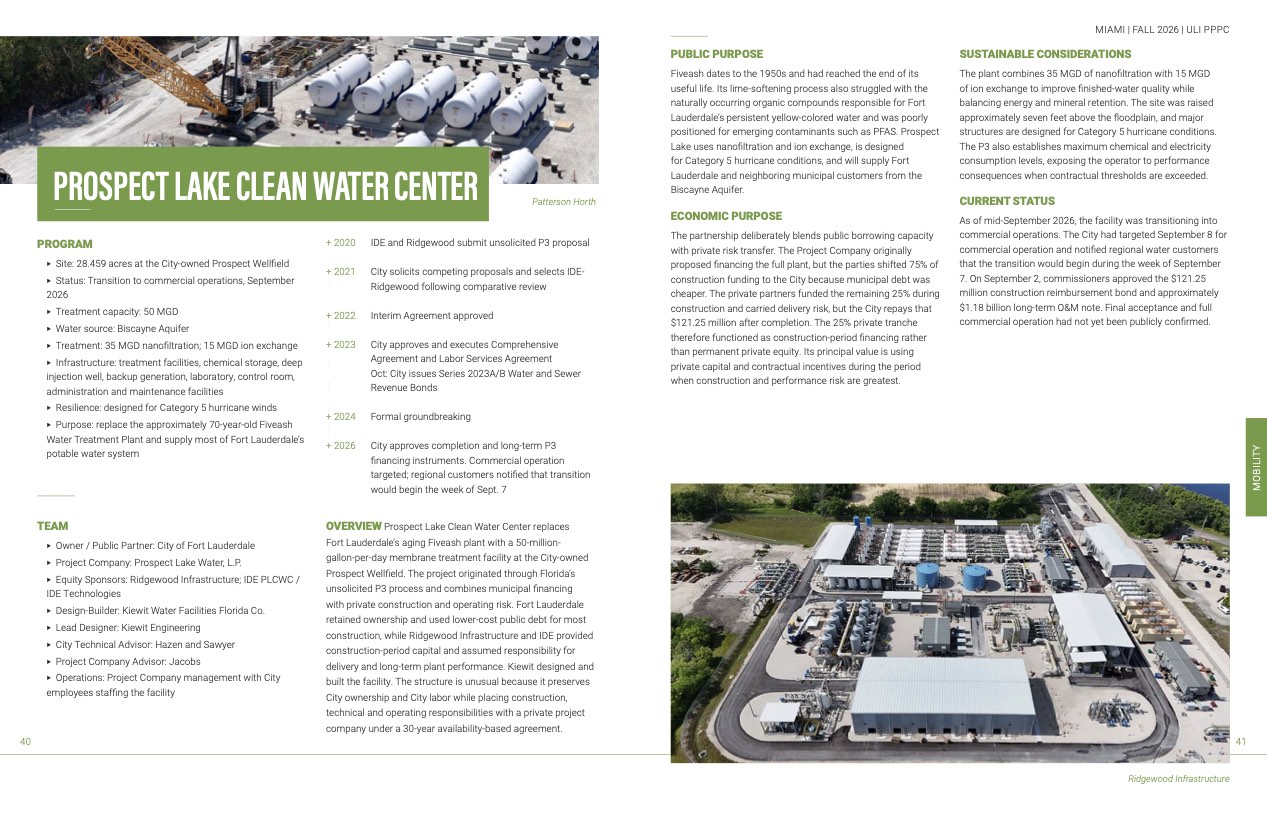 MIAMI | FALL 2026 | ULI PPPC
PROSPECT LAKE CLEAN WATER CENTER
Patterson Horth
PROGRAM
‣ Site: 28.459 acres at the City-owned Prospect Wellfield
‣ Status: Transition to commercial operations, September
2026
‣ Treatment capacity: 50 MGD
‣ Water source: Biscayne Aquifer
‣ Treatment: 35 MGD nanofiltration; 15 MGD ion exchange
‣ Infrastructure: treatment facilities, chemical storage, deep
injection well, backup generation, laboratory, control room,
administration and maintenance facilities
‣ Resilience: designed for Category 5 hurricane winds
‣ Purpose: replace the approximately 70-year-old Fiveash
Water Treatment Plant and supply most of Fort Lauderdale's
potable water system
TEAM
‣ Owner / Public Partner: City of Fort Lauderdale
‣ Project Company: Prospect Lake Water, L.P.
‣ Equity Sponsors: Ridgewood Infrastructure; IDE PLCWC /
IDE Technologies
‣ Design-Builder: Kiewit Water Facilities Florida Co.
‣ Lead Designer: Kiewit Engineering
‣ City Technical Advisor: Hazen and Sawyer
‣ Project Company Advisor: Jacobs
‣ Operations: Project Company management with City
employees staffing the facility
+ 2020 IDE and Ridgewood submit unsolicited P3 proposal
+ 2021 City solicits competing proposals and selects IDE-
Ridgewood following comparative review
+ 2022 Interim Agreement approved
+ 2023 City approves and executes Comprehensive
Agreement and Labor Services Agreement
Oct: City issues Series 2023A/B Water and Sewer
Revenue Bonds
+ 2024 Formal groundbreaking
+ 2026 City approves completion and long-term P3
financing instruments. Commercial operation
targeted; regional customers notified that transition
would begin the week of Sept. 7
OVERVIEW Prospect Lake Clean Water Center replaces
Fort Lauderdale's aging Fiveash plant with a 50-million-
gallon-per-day membrane treatment facility at the City-owned
Prospect Wellfield. The project originated through Florida's
unsolicited P3 process and combines municipal financing
with private construction and operating risk. Fort Lauderdale
retained ownership and used lower-cost public debt for most
construction, while Ridgewood Infrastructure and IDE provided
construction-period capital and assumed responsibility for
delivery and long-term plant performance. Kiewit designed and
built the facility. The structure is unusual because it preserves
City ownership and City labor while placing construction,
technical and operating responsibilities with a private project
company under a 30-year availability-based agreement.
40
PUBLIC PURPOSE
Fiveash dates to the 1950s and had reached the end of its
useful life. Its lime-softening process also struggled with the
naturally occurring organic compounds responsible for Fort
Lauderdale's persistent yellow-colored water and was poorly
positioned for emerging contaminants such as PFAS. Prospect
Lake uses nanofiltration and ion exchange, is designed
for Category 5 hurricane conditions, and will supply Fort
Lauderdale and neighboring municipal customers from the
Biscayne Aquifer.
ECONOMIC PURPOSE
The partnership deliberately blends public borrowing capacity
with private risk transfer. The Project Company originally
proposed financing the full plant, but the parties shifted 75% of
construction funding to the City because municipal debt was
cheaper. The private partners funded the remaining 25% during
construction and carried delivery risk, but the City repays that
$121.25 million after completion. The 25% private tranche
therefore functioned as construction-period financing rather
than permanent private equity. Its principal value is using
private capital and contractual incentives during the period
when construction and performance risk are greatest.
SUSTAINABLE CONSIDERATIONS
The plant combines 35 MGD of nanofiltration with 15 MGD
of ion exchange to improve finished-water quality while
balancing energy and mineral retention. The site was raised
approximately seven feet above the floodplain, and major
structures are designed for Category 5 hurricane conditions.
The P3 also establishes maximum chemical and electricity
consumption levels, exposing the operator to performance
consequences when contractual thresholds are exceeded.
CURRENT STATUS
As of mid-September 2026, the facility was transitioning into
commercial operations. The City had targeted September 8 for
commercial operation and notified regional water customers
that the transition would begin during the week of September
7. On September 2, commissioners approved the $121.25
million construction reimbursement bond and approximately
$1.18 billion long-term O&M note. Final acceptance and full
commercial operation had not yet been publicly confirmed.
MOBILITY
41
Ridgewood Infrastructure